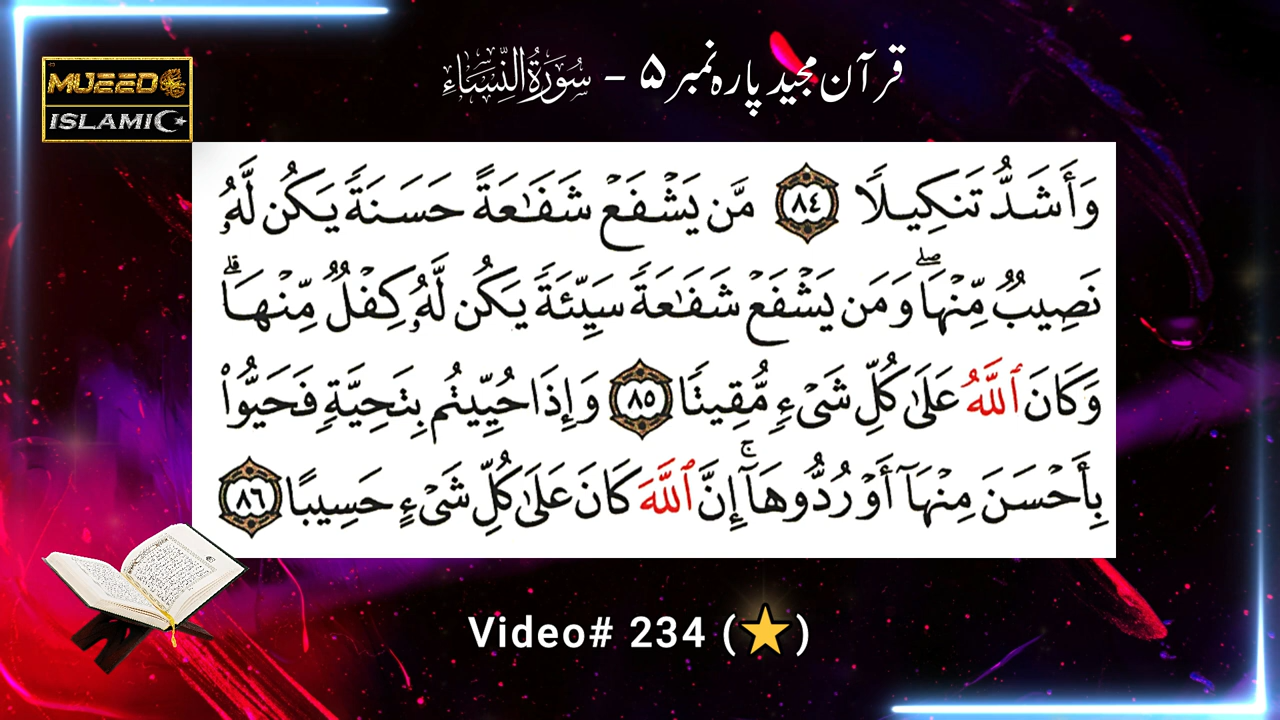 MUEED
ISLAMIC
قرآن مجید پارہ نمبر ۵ - سُورَةُ النِّسَاء
وَأَشَدُّ تَنكِيلًا ٨٤ مَّن يَشْفَعْ شَفَٰعَةً حَسَنَةً يَكُن لَّهُۥ
نَصِيبٌ مِّنْهَا ۖ وَمَن يَشْفَعْ شَفَٰعَةً سَيِّئَةً يَكُن لَّهُۥ كِفْلٌ مِّنْهَا ۗ
وَكَانَ ٱللَّهُ عَلَىٰ كُلِّ شَىْءٍ مُّقِيتًا ٨٥ وَإِذَا حُيِّيتُم بِتَحِيَّةٍ فَحَيُّوا۟
بِأَحْسَنَ مِنْهَآ أَوْ رُدُّوهَآ ۚ إِنَّ ٱللَّهَ كَانَ عَلَىٰ كُلِّ شَىْءٍ حَسِيبًا ٨٦
Video# 234 (⭐)